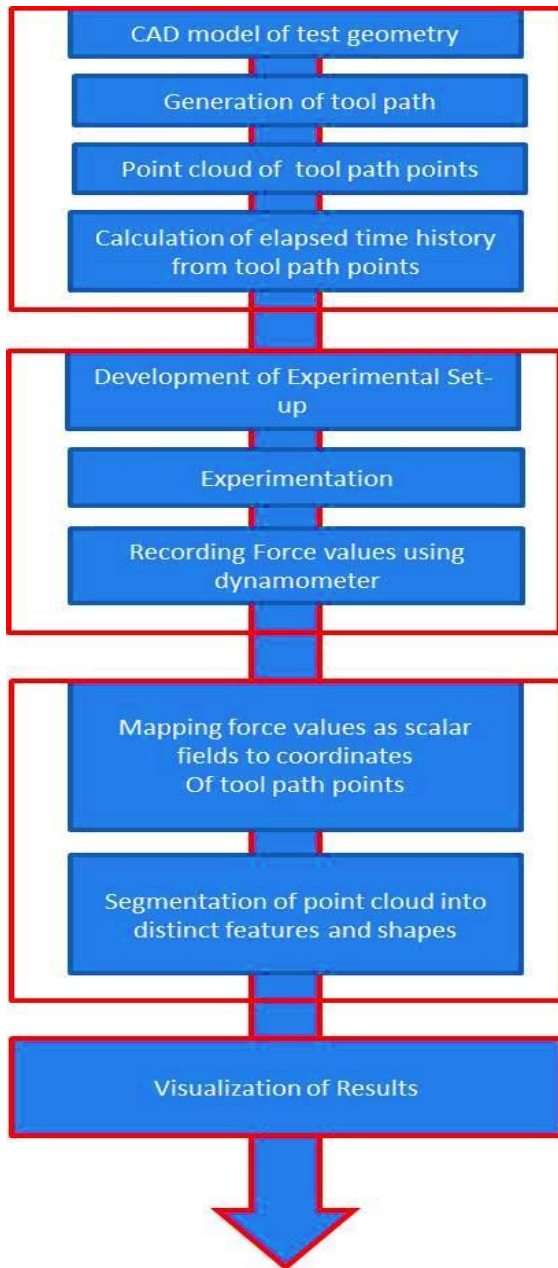 CAD model of test geometry
Generation of tool path
Point cloud of  tool path points
Calculation of elapsed time history
from tool path points
Development of Experimental Set-
up
Experimentation
Recording Force values using
dynamometer
Mapping force values as scalar
fields to coordinates
Of tool path points
Segmentation of point cloud into
distinct features and shapes
Visualization of Results